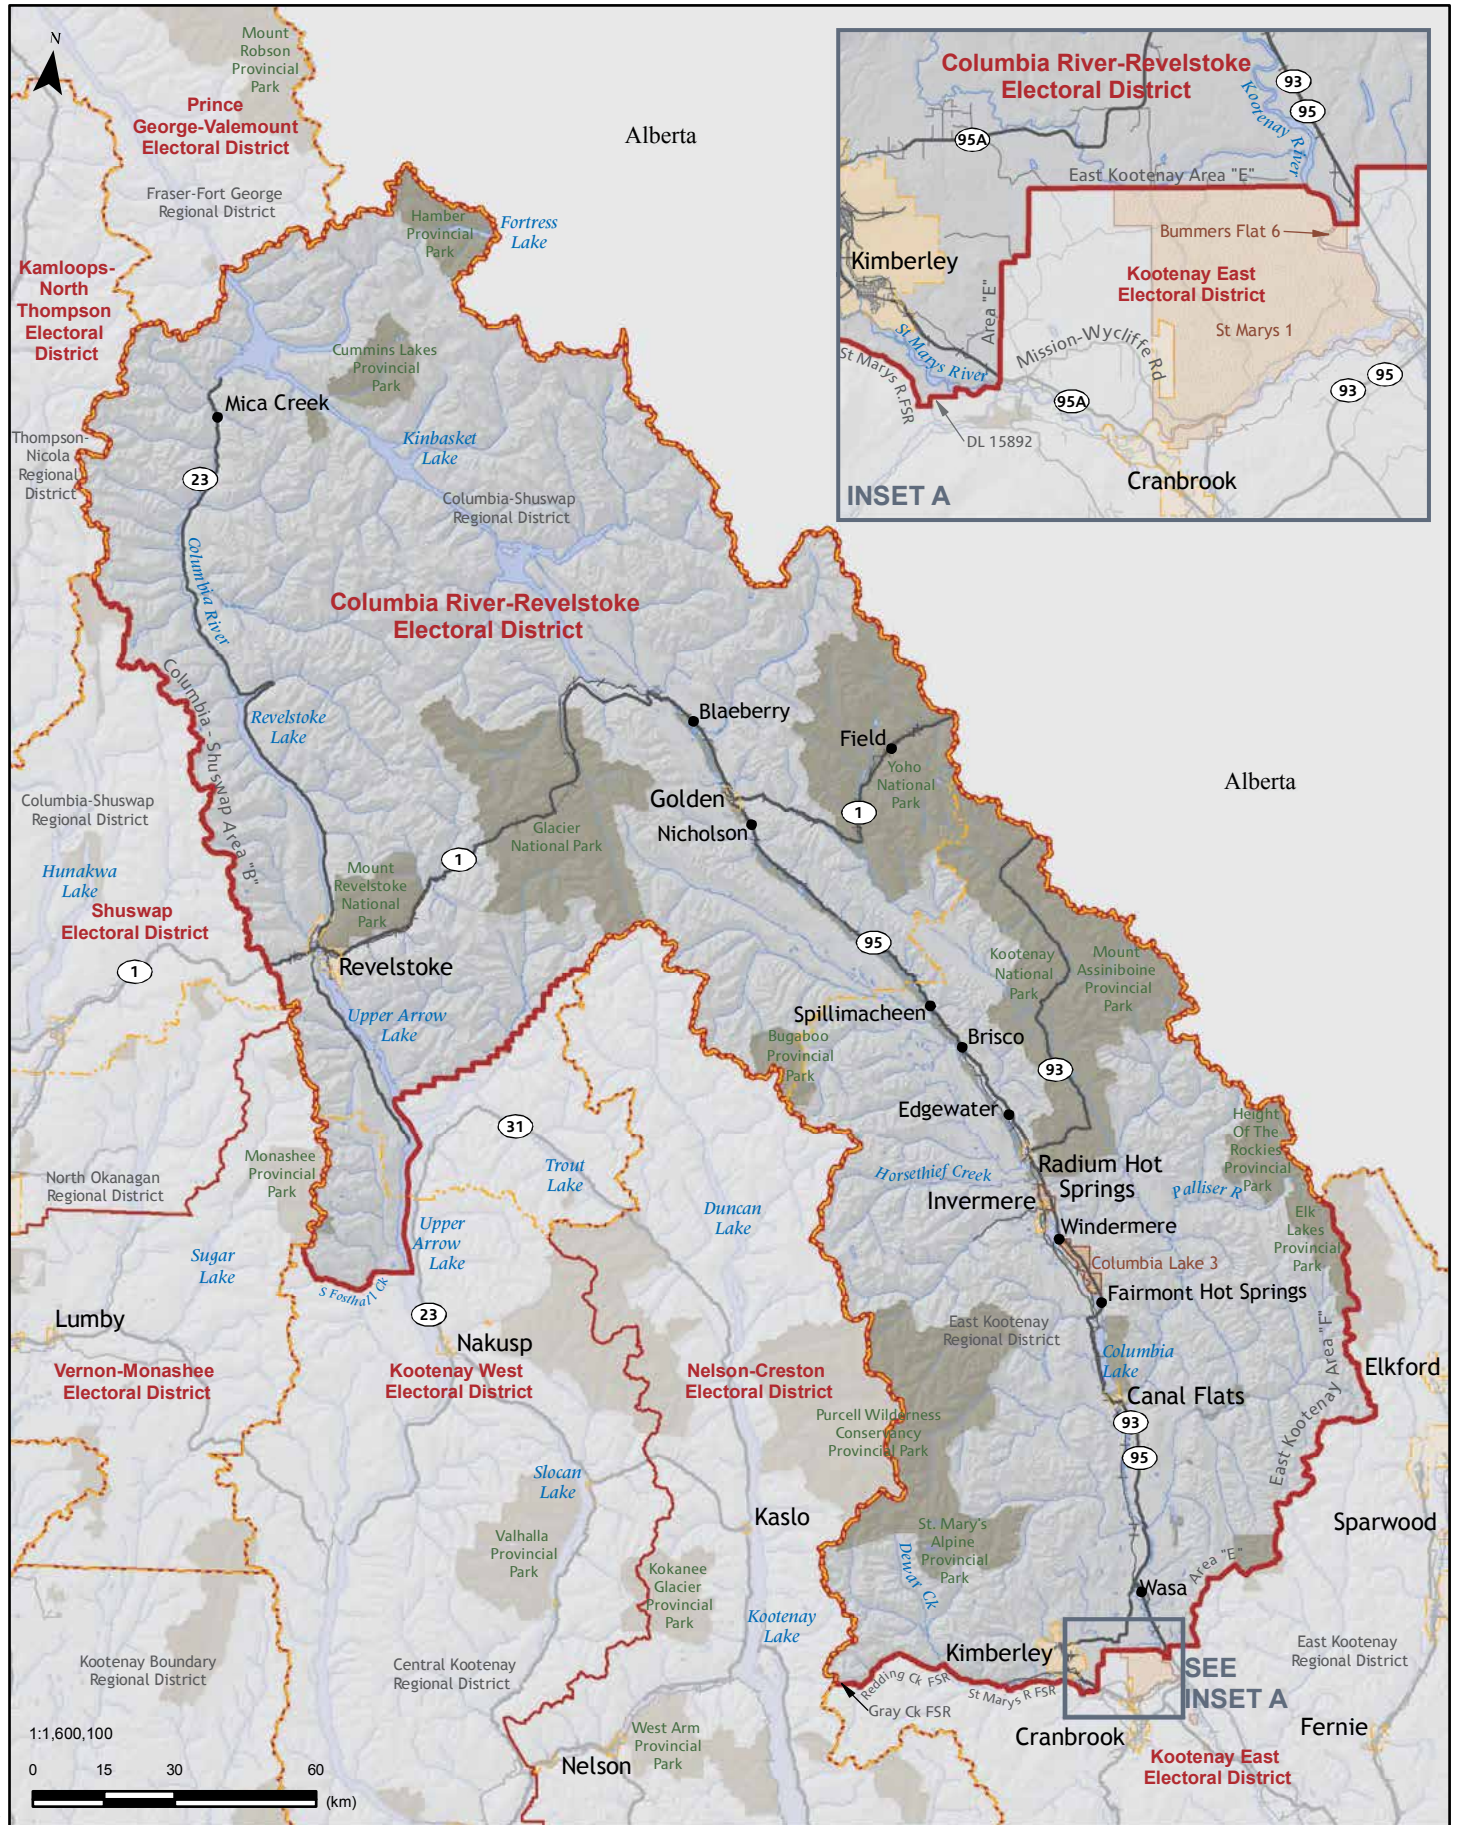 N
Mount
Robson
Provincial
Park
Prince
George-Valemount
Electoral District
Fraser-Fort George
Regional District
Alberta
Hamber
Provincial
Park
Fortress
Lake
Kamloops-
North
Thompson
Electoral
District
Cummins Lakes
Provincial
Park
Mica Creek
Thompson-
Nicola
Regional
District
23
Kinbasket
Lake
Columbia-Shuswap
Regional District
Columbia River
Columbia River-Revelstoke
Electoral District
Columbia - Shuswap Area "B"
Revelstoke
Lake
Blaeberry
Field
Yoho
National
Park
Alberta
Golden
1
Nicholson
Columbia-Shuswap
Regional District
Glacier
National Park
1
Mount
Revelstoke
National
Park
Hunakwa
Lake
Shuswap
Electoral District
1
Revelstoke
95
Kootenay
National
Park
Mount
Assiniboine
Provincial
Park
Upper Arrow
Lake
Spillimacheen
Brisco
Bugaboo
Provincial
Park
93
Edgewater
31
Height
Of The
Rockies
Provincial
Park
Monashee
Provincial
Park
North Okanagan
Regional District
Trout
Lake
Horsethief Creek
Radium Hot
Springs
Palliser R
Invermere
Duncan
Lake
Windermere
Elk
Lakes
Provincial
Park
Upper
Arrow
Lake
Sugar
Lake
Columbia Lake 3
S Fosthall Ck
Fairmont Hot Springs
23
Lumby
Nakusp
East Kootenay
Regional District
Columbia
Lake
East Kootenay Area "F"
Elkford
Vernon-Monashee
Electoral District
Kootenay West
Electoral District
Nelson-Creston
Electoral District
Canal Flats
93
Purcell Wilderness
Conservancy
Provincial Park
95
Slocan
Lake
Kaslo
Sparwood
Valhalla
Provincial
Park
St. Mary's
Alpine
Provincial
Park
Dewar Ck
Area "E"
Kokanee
Glacier
Provincial
Park
Wasa
Kootenay
Lake
Kimberley
East Kootenay
Regional District
Kootenay Boundary
Regional District
Central Kootenay
Regional District
Redding Ck FSR
St Marys R FSR
SEE
INSET A
Gray Ck FSR
Cranbrook
Fernie
West Arm
Provincial
Park
Nelson
Kootenay East
Electoral District
1:1,600,100
0 15 30 60
(km)
Columbia River-Revelstoke
Electoral District
93
95
Kootenay River
95A
East Kootenay Area "E"
Bummers Flat 6
Kimberley
Kootenay East
Electoral District
Area "E"
St Marys 1
St Marys River
Mission-Wycliffe Rd
St Marys R.FSR
95
93
95A
DL 15892
Cranbrook
INSET A